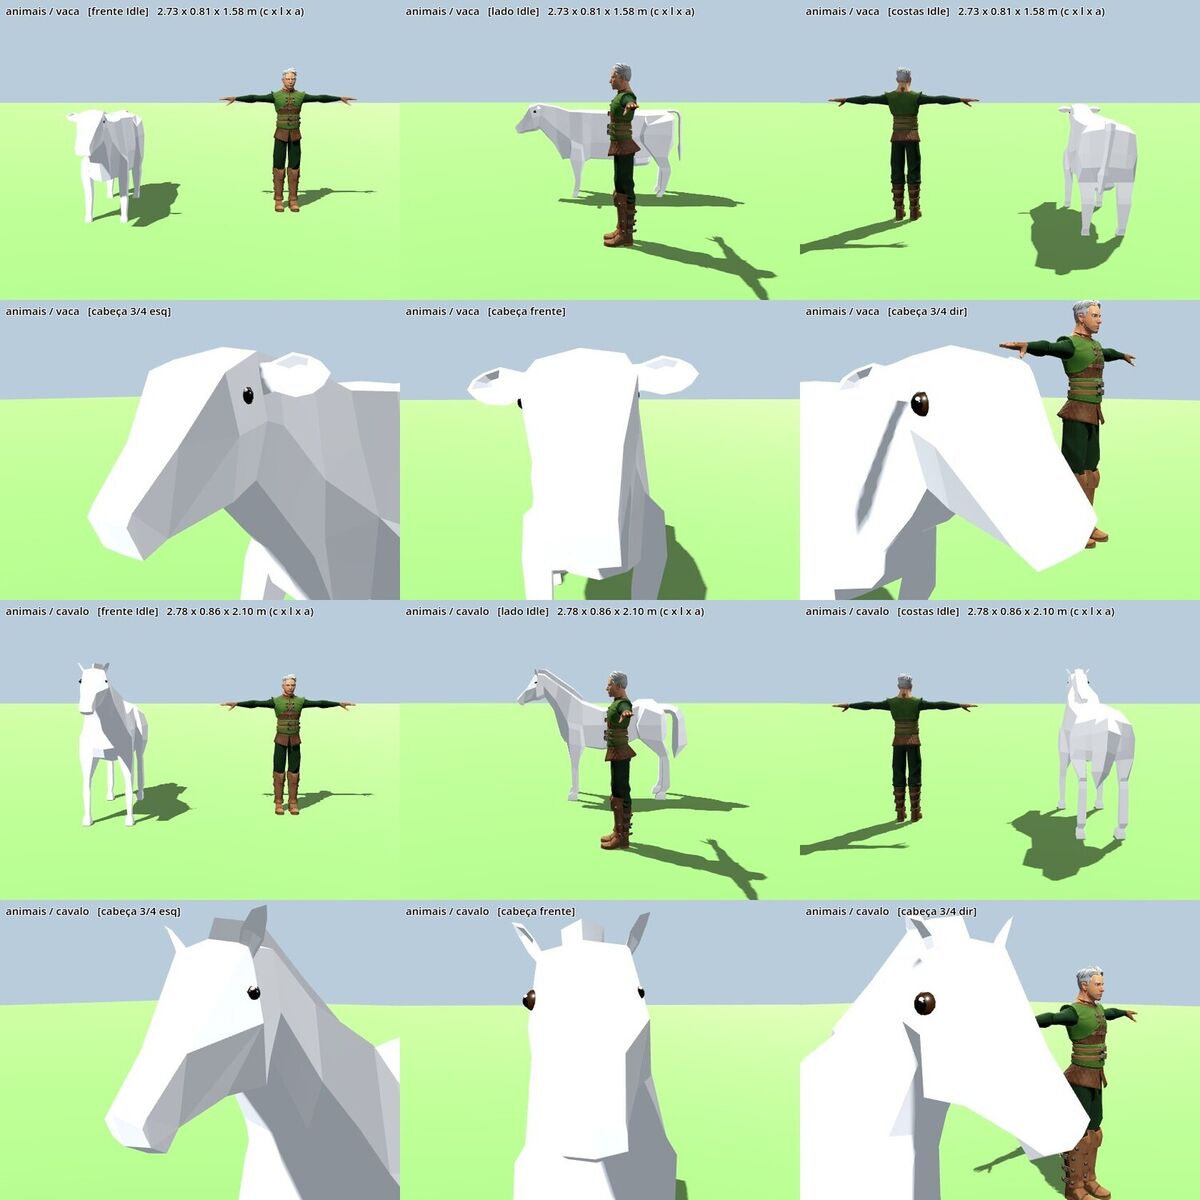 animais / vaca [frente Idle] 2.73 x 0.81 x 1.58 m (c x l x a)
animais / vaca [lado Idle] 2.73 x 0.81 x 1.58 m (c x l x a)
animais / vaca [costas Idle] 2.73 x 0.81 x 1.58 m (c x l x a)
animais / vaca [cabeça 3/4 esq]
animais / vaca [cabeça frente]
animais / vaca [cabeça 3/4 dir]
animais / cavalo [frente Idle] 2.78 x 0.86 x 2.10 m (c x l x a)
animais / cavalo [lado Idle] 2.78 x 0.86 x 2.10 m (c x l x a)
animais / cavalo [costas Idle] 2.78 x 0.86 x 2.10 m (c x l x a)
animais / cavalo [cabeça 3/4 esq]
animais / cavalo [cabeça frente]
animais / cavalo [cabeça 3/4 dir]